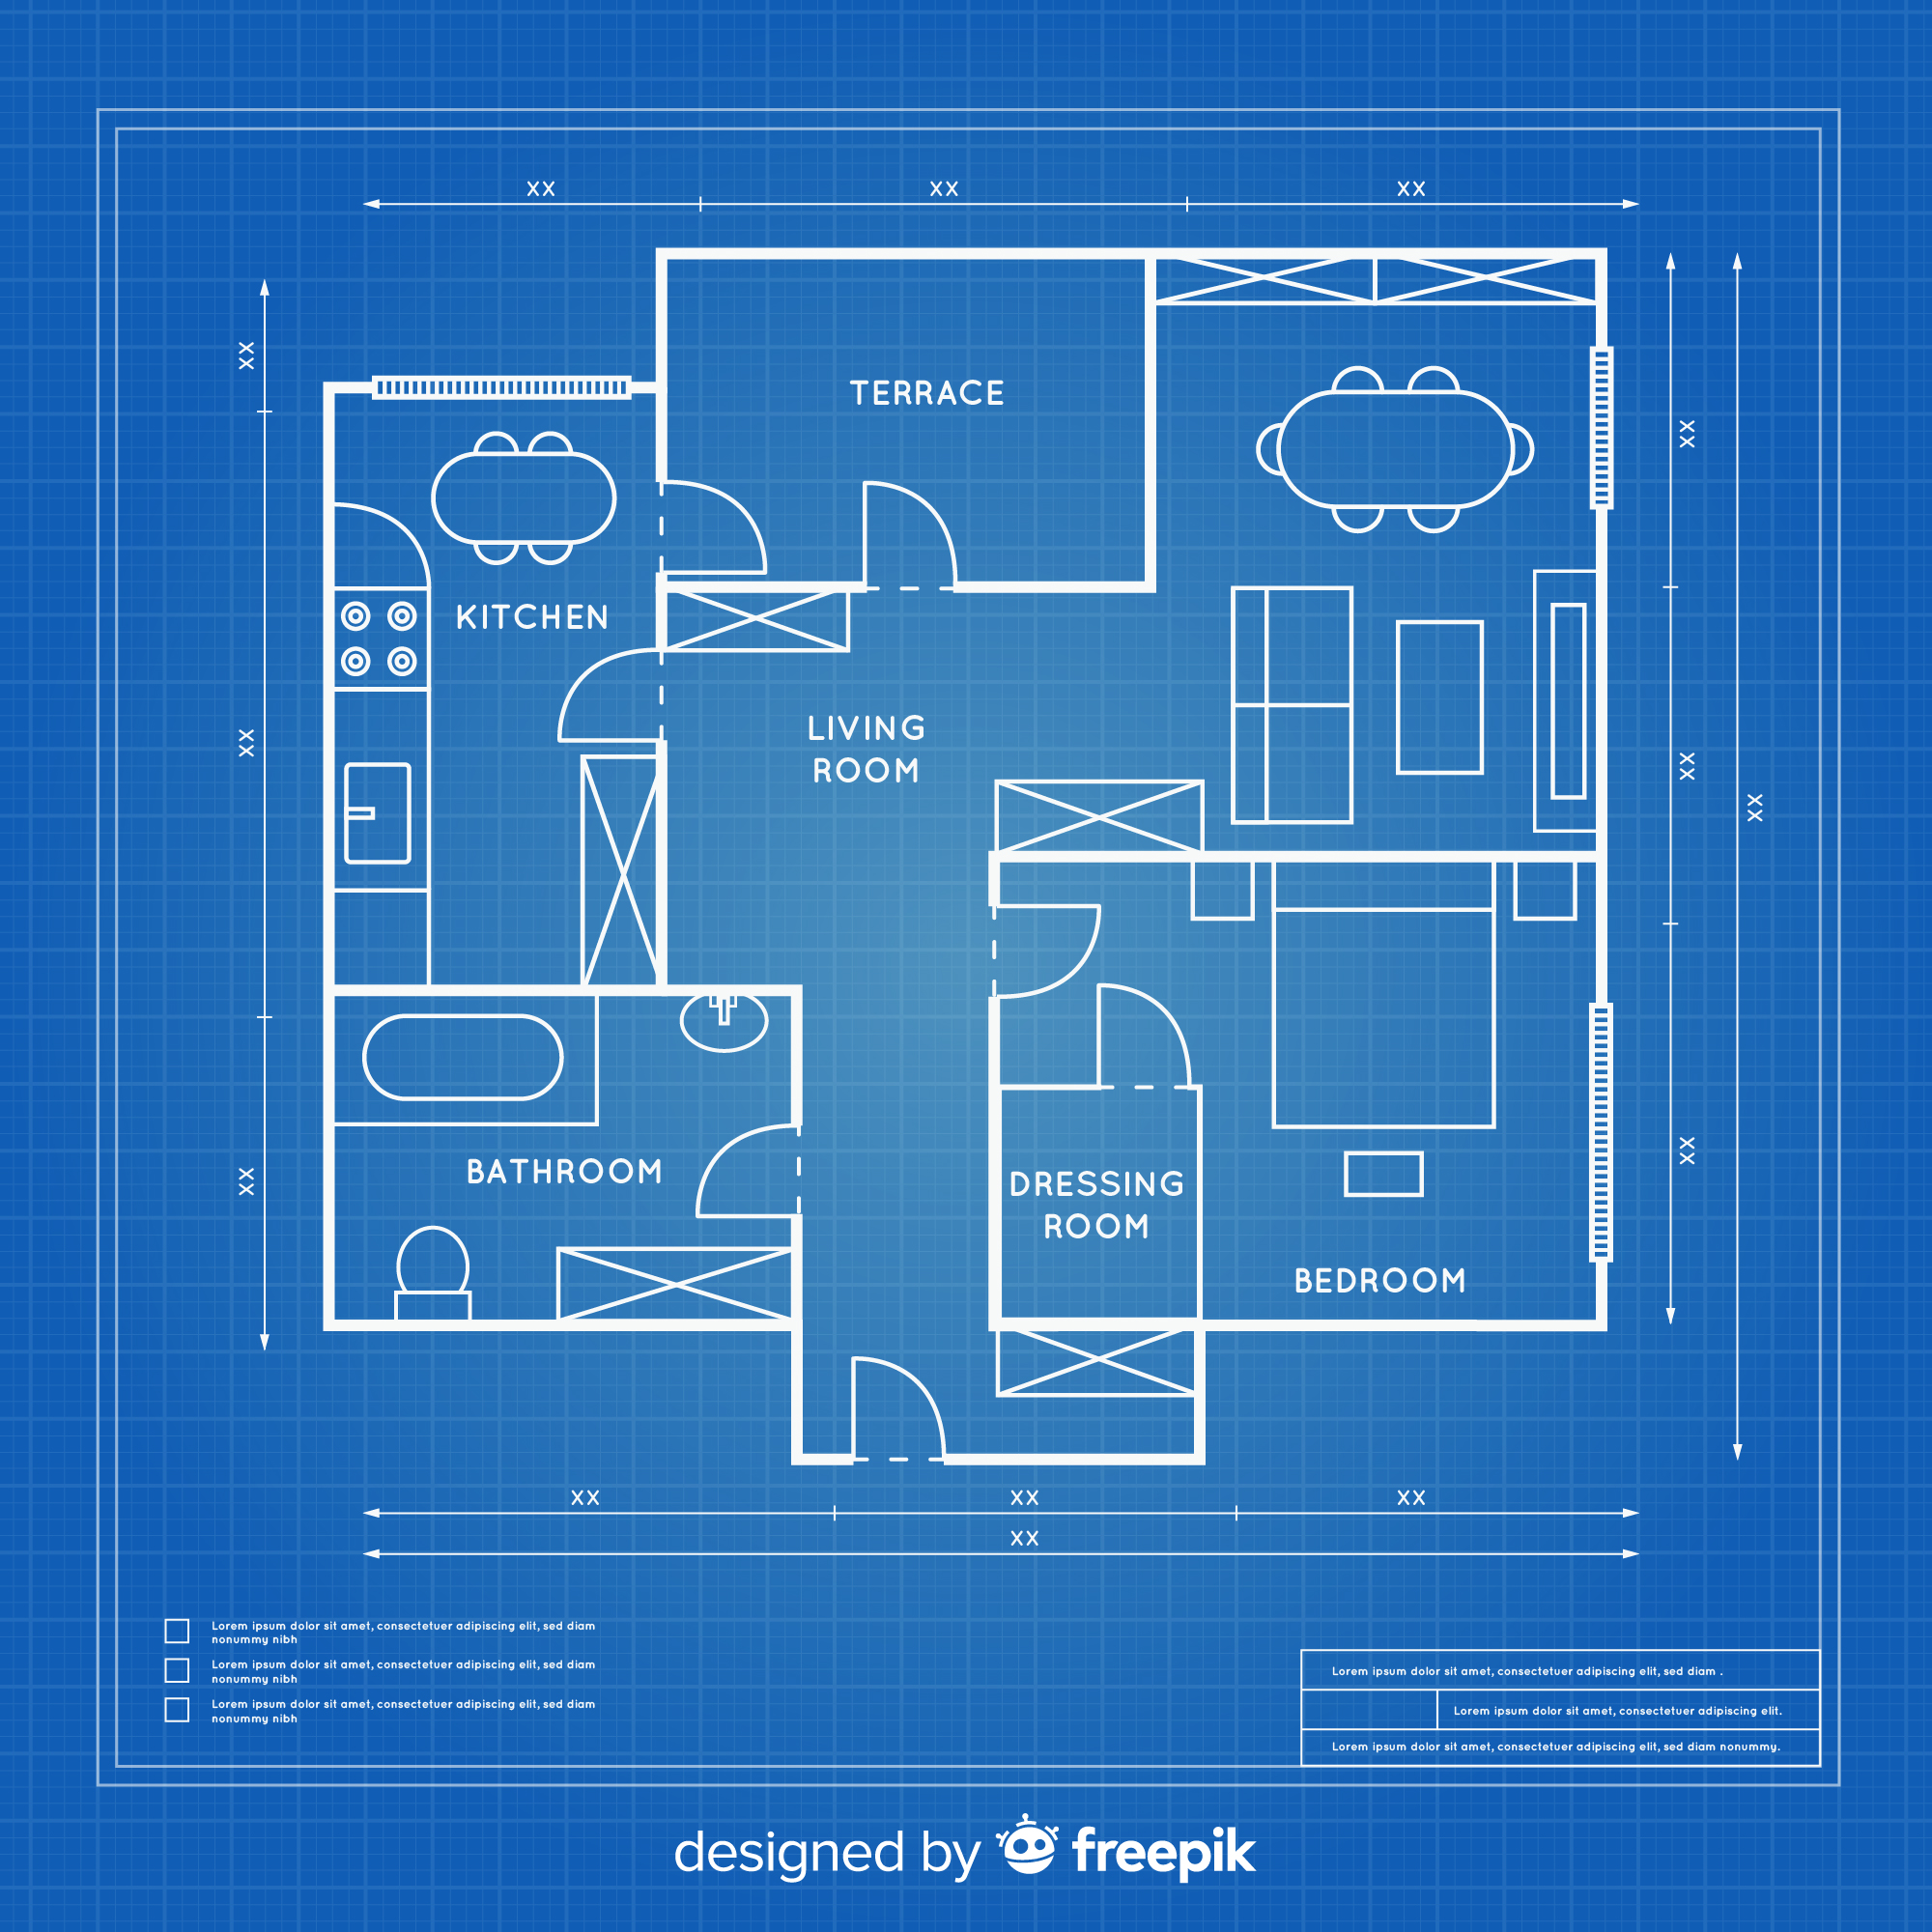 XX XX XX
XX
TERRACE
XX
KITCHEN
LIVING
ROOM
XX
XX
XX
BATHROOM
DRESSING
ROOM
XX
XX
BEDROOM
XX XX XX
XX
Lorem ipsum dolor sit amet, consectetuer adipiscing elit, sed diam
nonummy nibh
Lorem ipsum dolor sit amet, consectetuer adipiscing elit, sed diam
nonummy nibh
Lorem ipsum dolor sit amet, consectetuer adipiscing elit, sed diam
nonummy nibh
Lorem ipsum dolor sit amet, consectetuer adipiscing elit, sed diam .
Lorem ipsum dolor sit amet, consectetuer adipiscing elit.
Lorem ipsum dolor sit amet, consectetuer adipiscing elit, sed diam nonummy.
designed by freepik